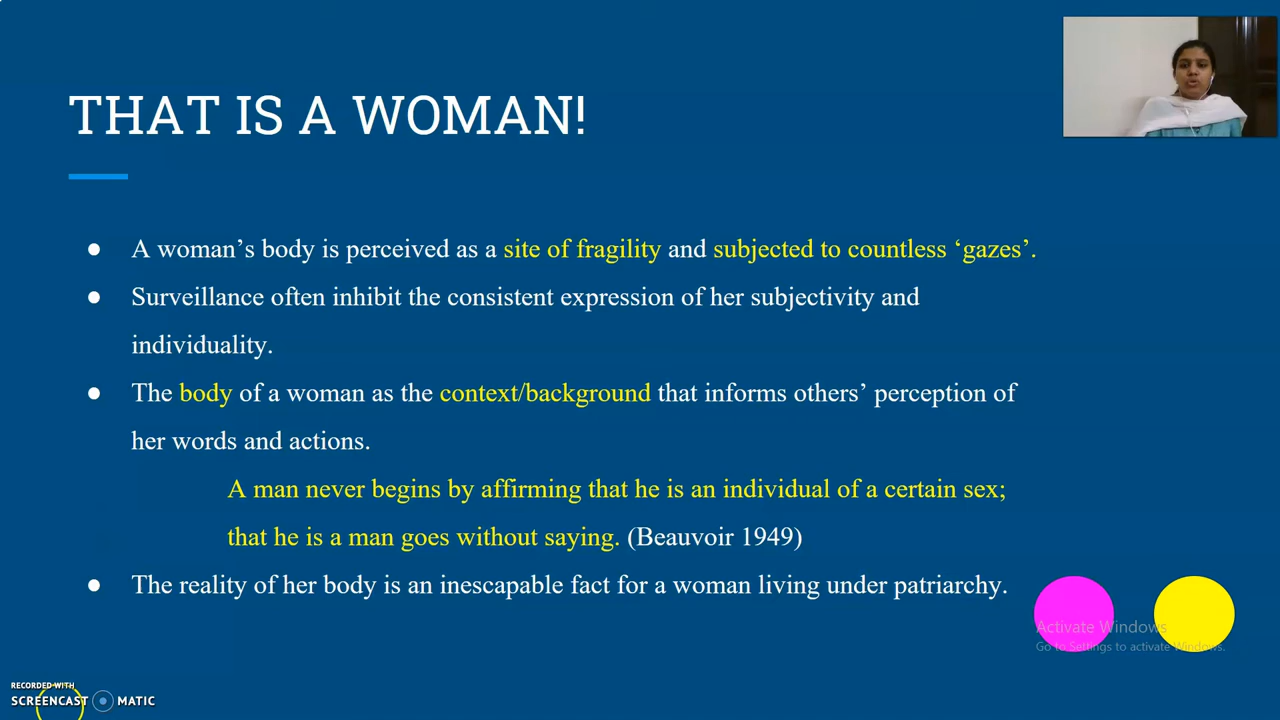 THAT IS A WOMAN!
● A woman’s body is perceived as a site of fragility and subjected to countless ‘gazes’.
● Surveillance often inhibit the consistent expression of her subjectivity and
individuality.
● The body of a woman as the context/background that informs others’ perception of
her words and actions.
A man never begins by affirming that he is an individual of a certain sex;
that he is a man goes without saying. (Beauvoir 1949)
● The reality of her body is an inescapable fact for a woman living under patriarchy.
Activate Windows
Go to Settings to activate Windows.
RECORDED WITH
SCREENCAST MATIC